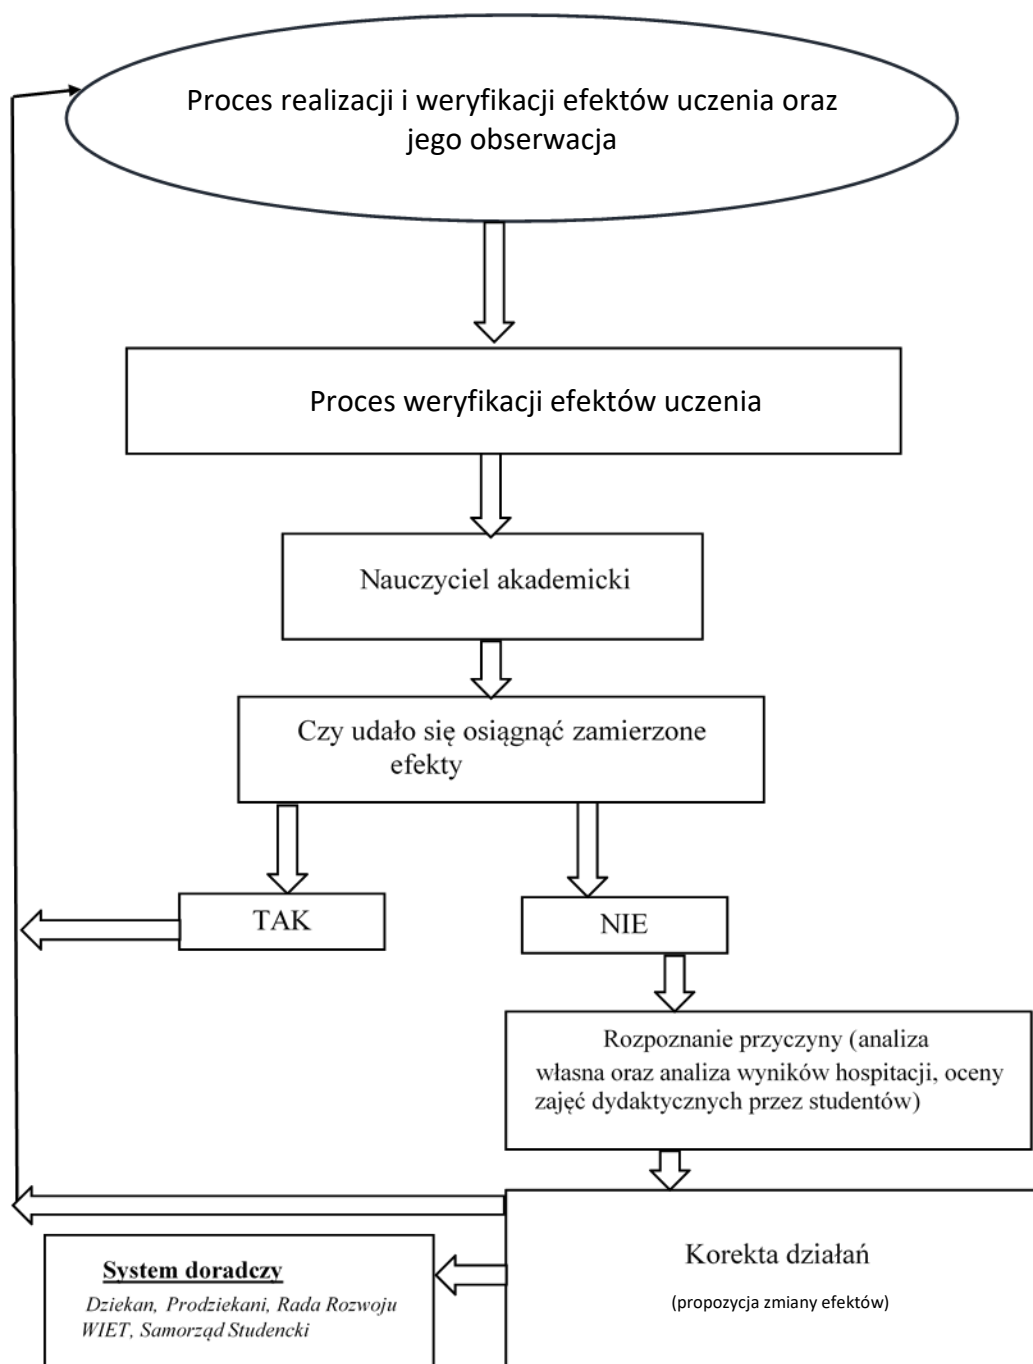 Proces realizacji i weryfikacji efektów uczenia oraz
jego obserwacja
Proces weryfikacji efektów uczenia
Nauczyciel akademicki
Czy udało się osiągnąć zamierzone
efekty
TAK
NIE
Rozpoznanie przyczyny (analiza
własna oraz analiza wyników hospitacji, oceny
zajęć dydaktycznych przez studentów)
Korekta działań
(propozycja zmiany efektów)
System doradczy
Dziekan, Prodziekani, Rada Rozwoju
WIET, Samorząd Studencki